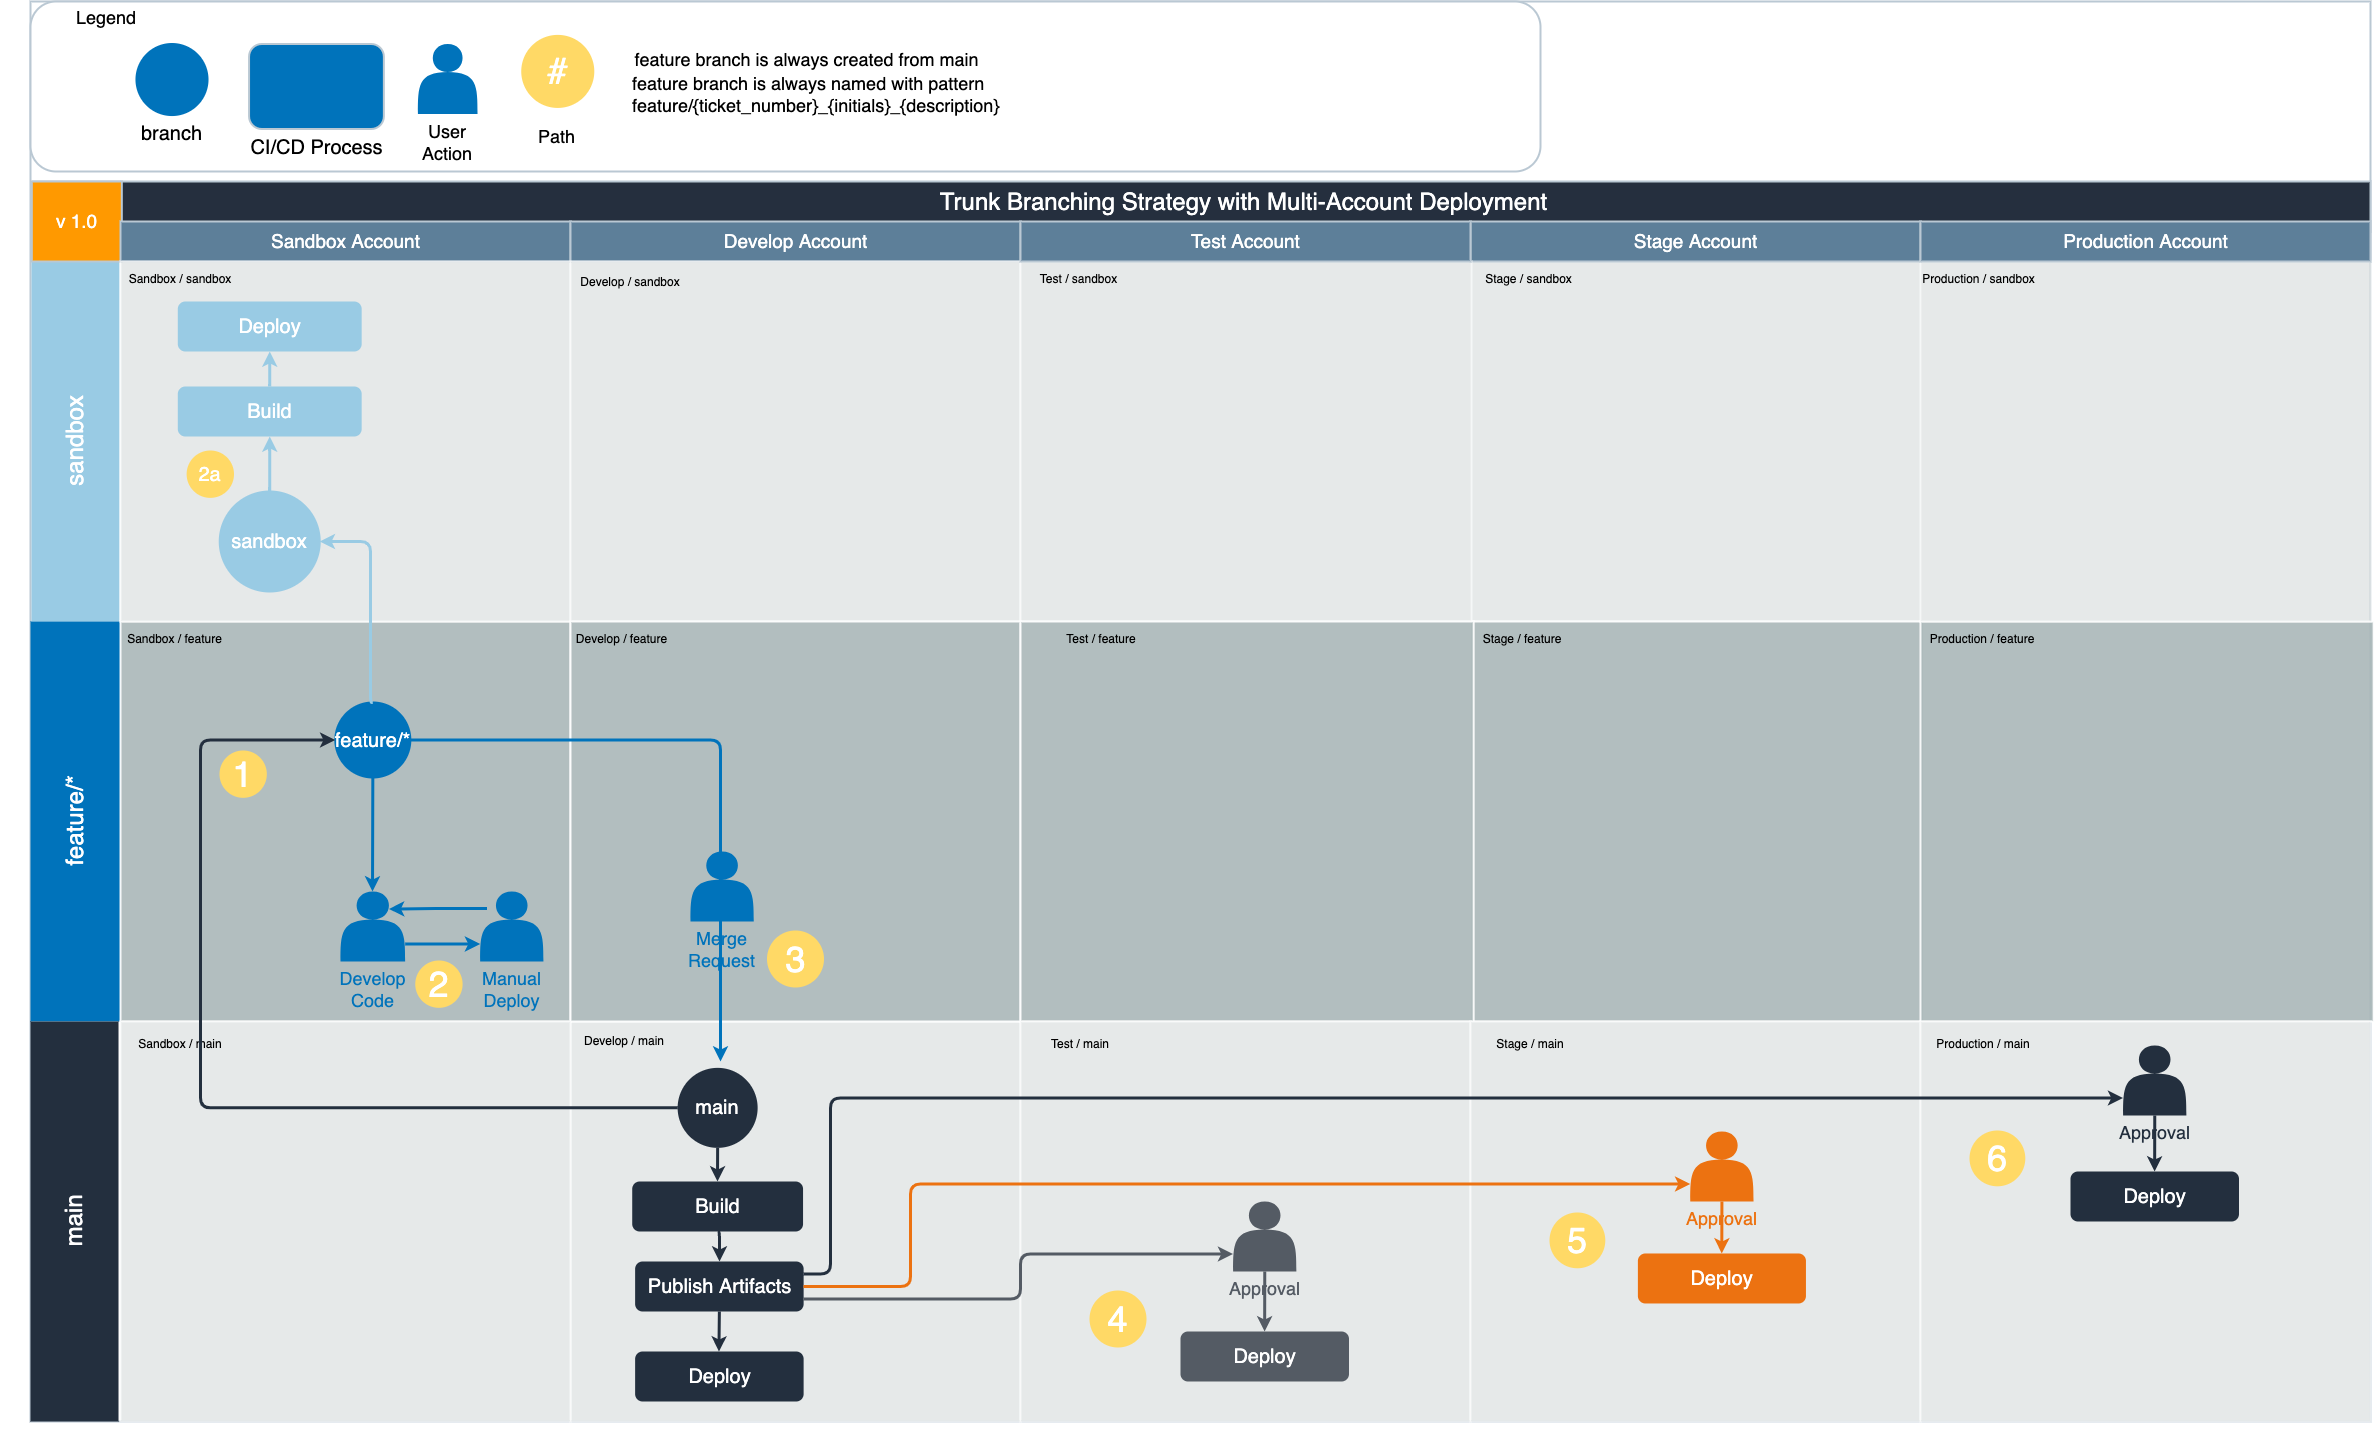 Legend
#
branch
CI/CD Process
User
Action
Path
feature branch is always created from main
feature branch is always named with pattern
feature/{ticket_number}_{initials}_{description}
v 1.0
Trunk Branching Strategy with Multi-Account Deployment
Sandbox Account
Develop Account
Test Account
Stage Account
Production Account
sandbox
Sandbox / sandbox
Develop / sandbox
Test / sandbox
Stage / sandbox
Production / sandbox
Deploy
Build
2a
sandbox
feature/*
Sandbox / feature
Develop / feature
Test / feature
Stage / feature
Production / feature
feature/*
1
Develop
Code
2
Manual
Deploy
Merge
Request
3
main
Sandbox / main
Develop / main
Test / main
Stage / main
Production / main
main
Build
Publish Artifacts
Deploy
4
Approval
Deploy
5
Approval
Deploy
6
Approval
Deploy